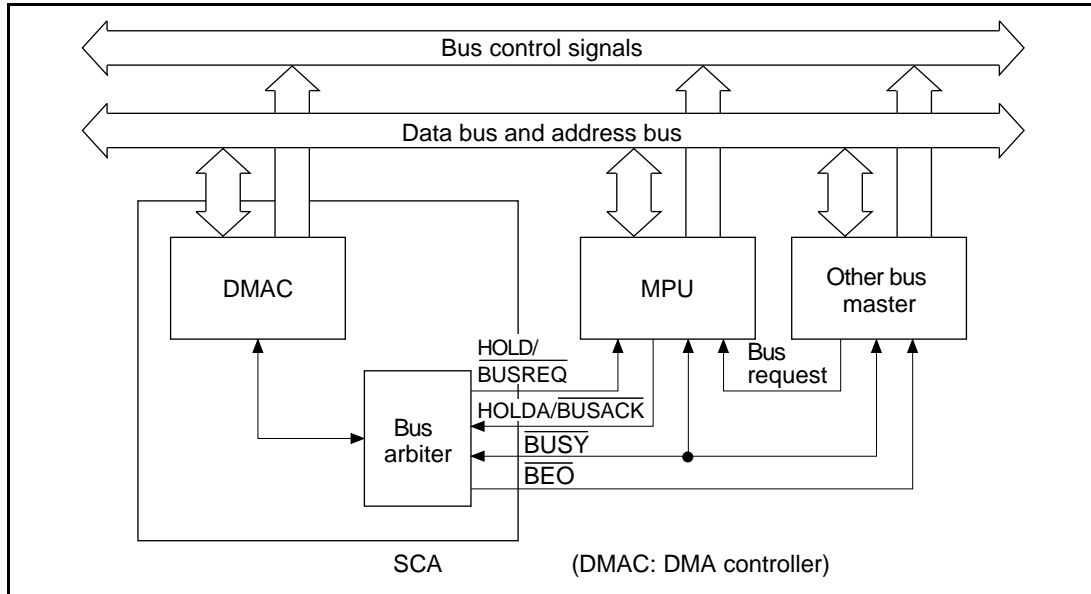 Bus control signals
Data bus and address bus
DMAC
MPU
Other bus
master
HOLD/
BUSREQ
Bus
request
HOLDA/BUSACK
Bus
arbiter
BUSY
BEO
SCA
(DMAC: DMA controller)